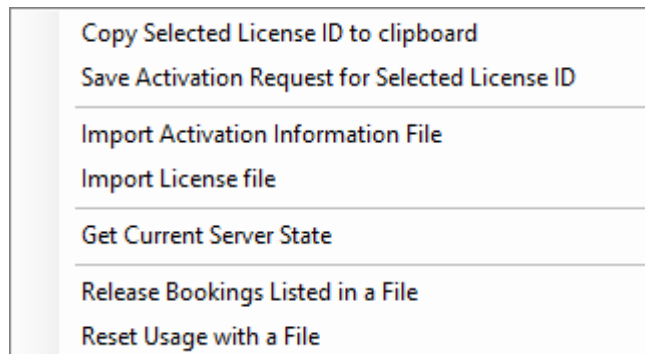 Copy Selected License ID to clipboard
Save Activation Request for Selected License ID
Import Activation Information File
Import License file
Get Current Server State
Release Bookings Listed in a File
Reset Usage with a File